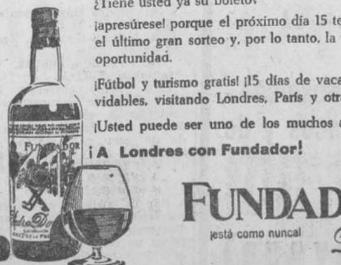 ¿Tiene usted ya su boleto?
¡apresúrese! porque el próximo día 15 te
el último gran sorteo y, por lo tanto, la
oportunidad.
¡Fútbol y turismo gratis! ¡15 días de vaca
vidables, visitando Londres, París y otr
¡Usted puede ser uno de los muchos a
¡A Londres con Fundador!
FUNDADOR
Pedro Domecq
FUNDAD
¡está como nunca!